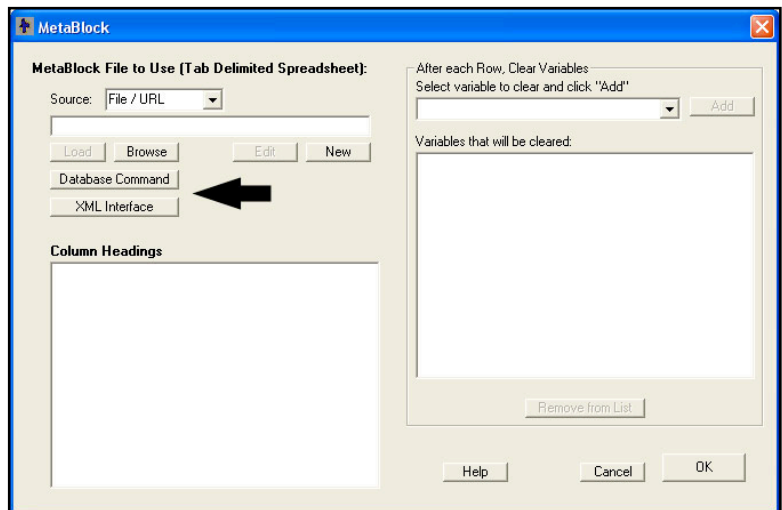 MetaBlock
MetaBlock File to Use (Tab Delimited Spreadsheet):
Source: File / URL
Load Browse Edit New
Database Command
XML Interface
Column Headings
After each Row, Clear Variables
Select variable to clear and click "Add"
Add
Variables that will be cleared:
Remove from List
Help Cancel OK